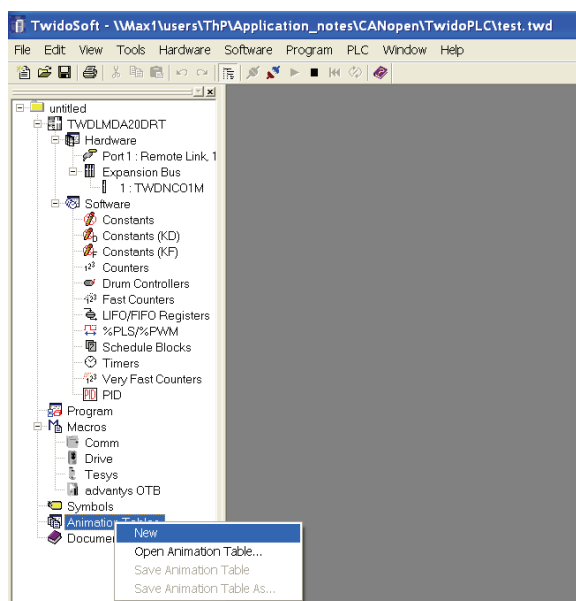 TwidoSoft - \\Max1\users\ThP\Application_notes\CANopen\TwidoPLC\test.twd
File Edit View Tools Hardware Software Program PLC Window Help
untitled
TWDLMDA20DRT
Hardware
Port 1 : Remote Link, 1
Expansion Bus
1 : TWDNCO1M
Software
Constants
Constants (KD)
Constants (KF)
Counters
Drum Controllers
Fast Counters
LIFO/FIFO Registers
%PLS/%PWM
Schedule Blocks
Timers
Very Fast Counters
PID PID
Program
Macros
Comm
Drive
Tesys
advantys OTB
Symbols
Animation Tables
Docume
New
Open Animation Table...
Save Animation Table
Save Animation Table As...